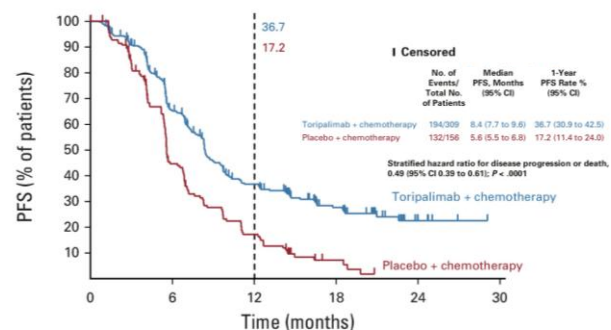 100
90
80
70
60
50
40
30
20
10
PFS (% of patients)
36.7
17.2
I Censored
No. of Events/ Total No. of Patients
Median PFS, Months (95% CI)
1-Year PFS Rate % (95% CI)
Toripalimab + chemotherapy 194/309 8.4 (7.7 to 9.6) 36.7 (30.9 to 42.5)
Placebo + chemotherapy 132/156 5.6 (5.5 to 6.8) 17.2 (11.4 to 24.0)
Stratified hazard ratio for disease progression or death,
0.49 (95% CI 0.39 to 0.61); P < .0001
Toripalimab + chemotherapy
Placebo + chemotherapy
0 6 12 18 24 30
Time (months)